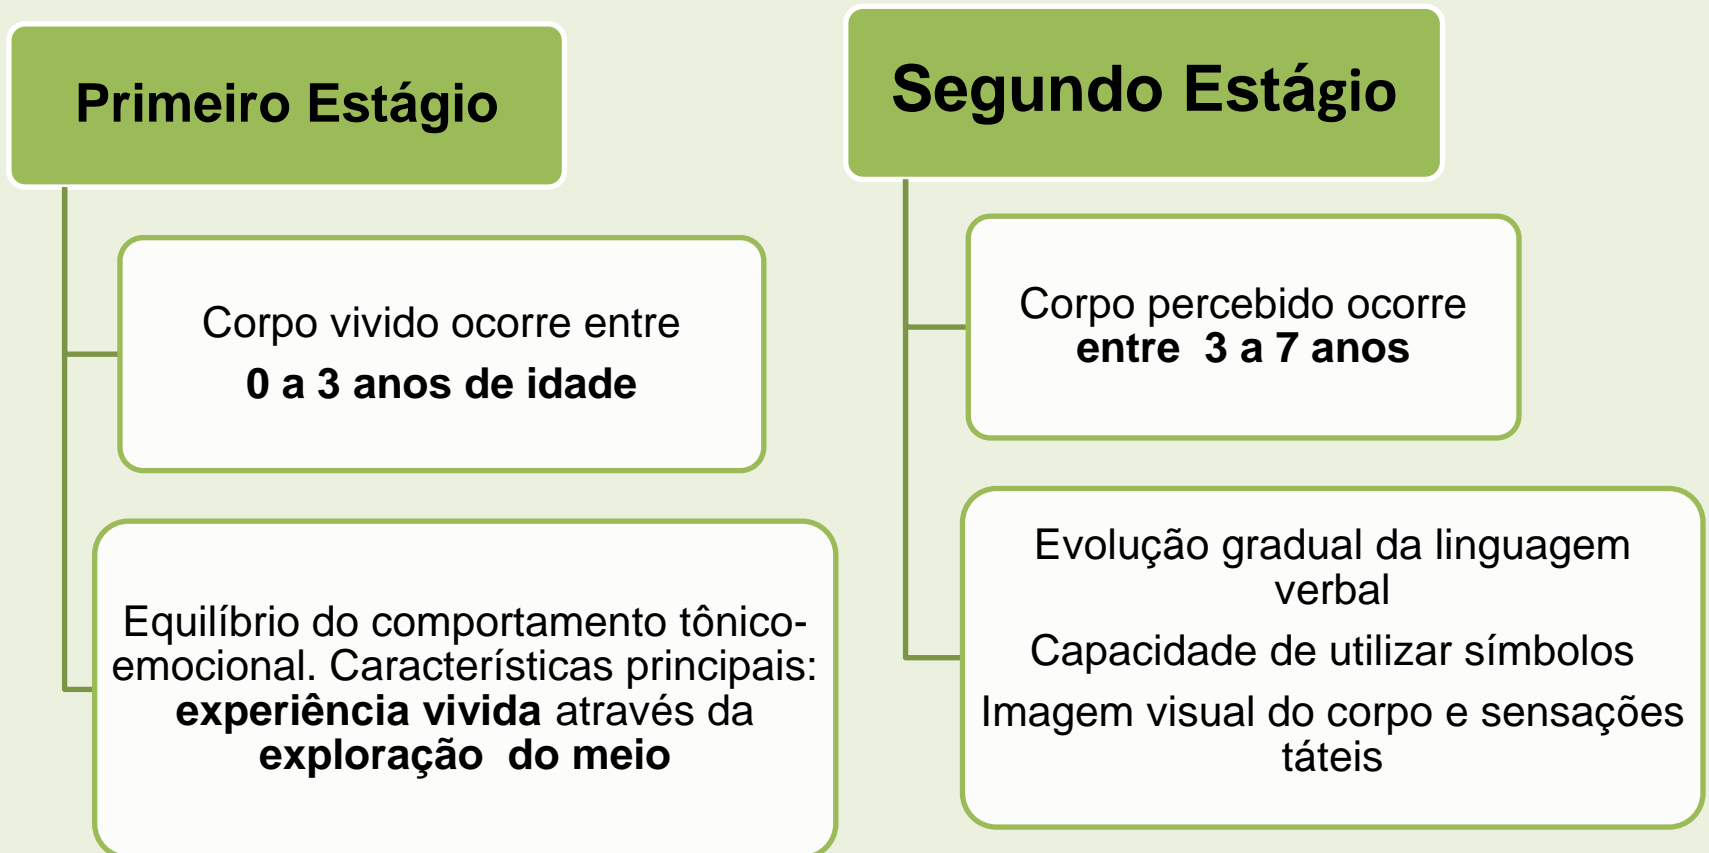 Primeiro Estágio
Corpo vivido ocorre entre
0 a 3 anos de idade
Equilíbrio do comportamento tônico-
emocional. Características principais:
experiência vivida através da
exploração do meio
Segundo Estágio
Corpo percebido ocorre
entre 3 a 7 anos
Evolução gradual da linguagem
verbal
Capacidade de utilizar símbolos
Imagem visual do corpo e sensações
táteis